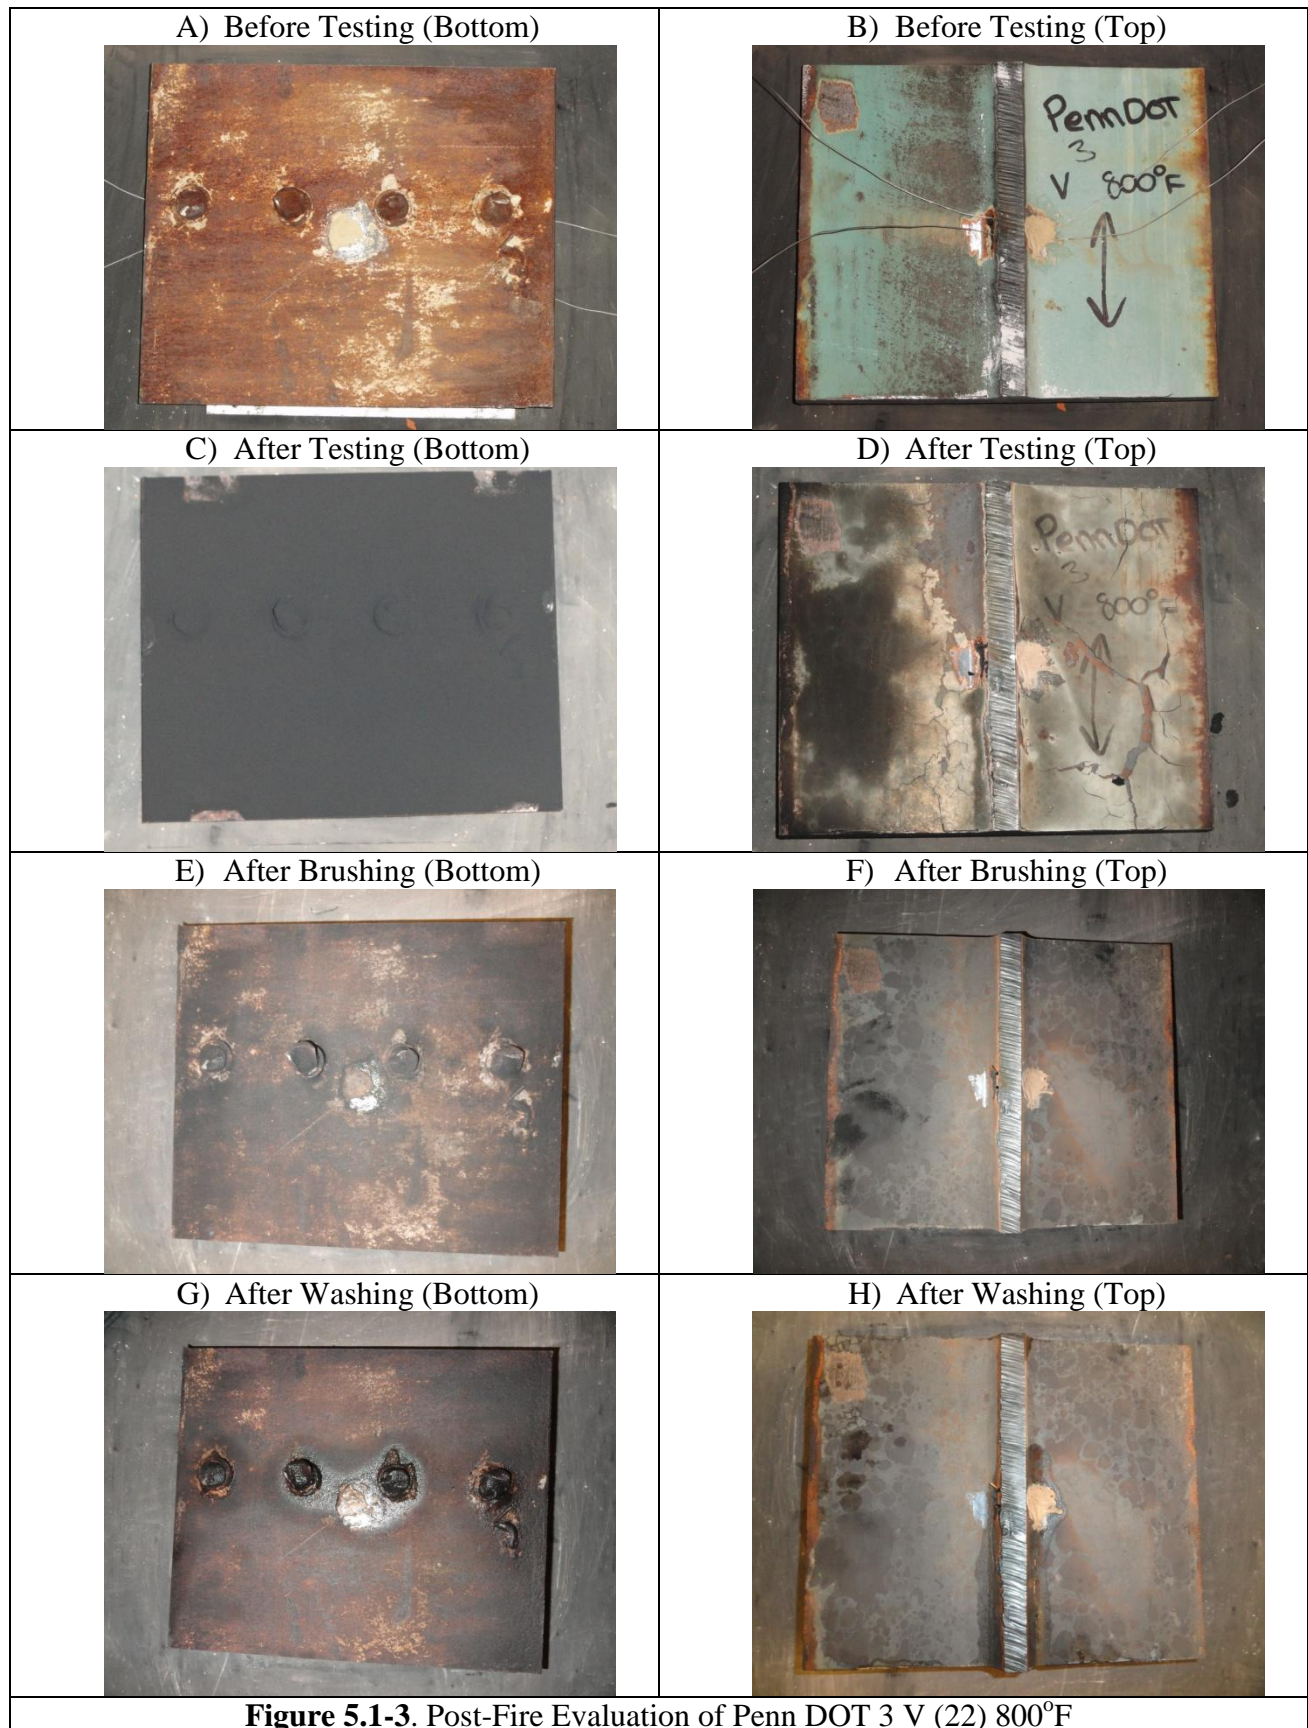 A) Before Testing (Bottom)
B) Before Testing (Top)
PennDOT
3
V 800°F
C) After Testing (Bottom)
D) After Testing (Top)
PennDOT
3
V 800°F
E) After Brushing (Bottom)
F) After Brushing (Top)
G) After Washing (Bottom)
H) After Washing (Top)
Figure 5.1-3. Post-Fire Evaluation of Penn DOT 3 V (22) 800°F